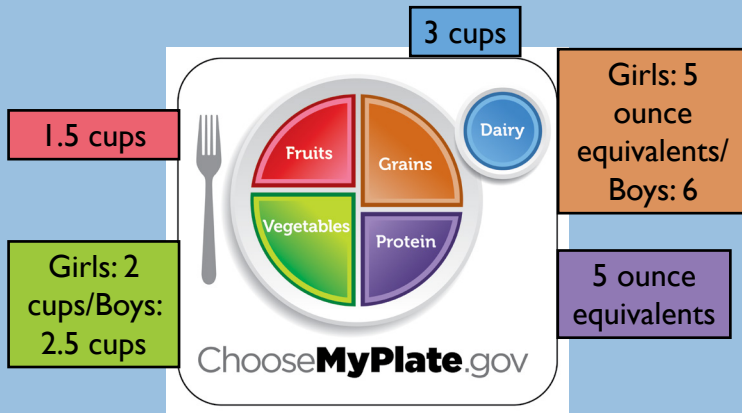 3 cups
Girls: 5
ounce
equivalents/
Boys: 6
1.5 cups
Fruits
Grains
Dairy
Vegetables
Protein
Girls: 2
cups/Boys:
2.5 cups
5 ounce
equivalents
ChooseMyPlate.gov